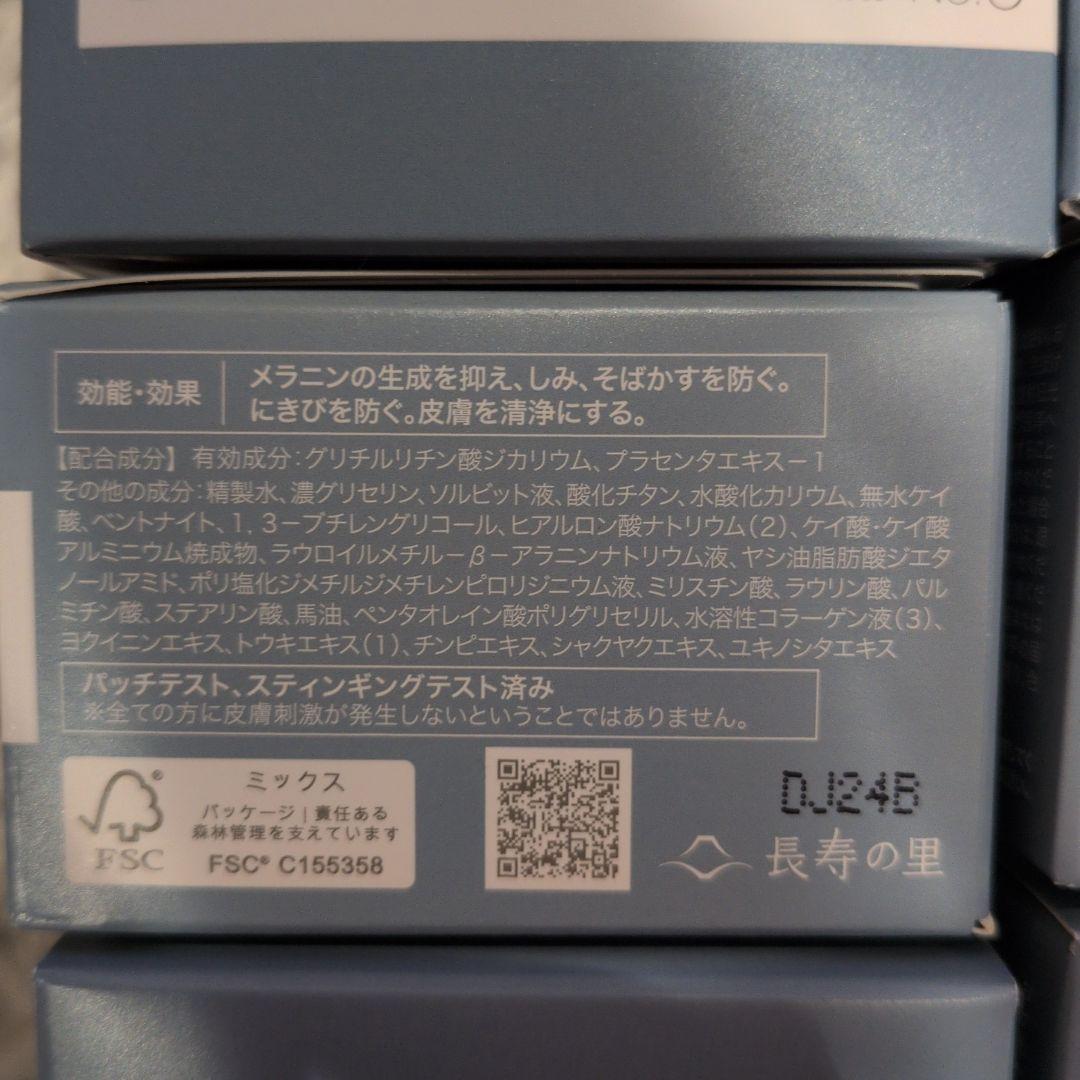 効能・効果
メラニンの生成を抑え、しみ、そばかすを防ぐ。
にきびを防ぐ。皮膚を清浄にする。
【配合成分】 有効成分：グリチルリチン酸ジカリウム、プラセンタエキス－1
その他の成分：精製水、濃グリセリン、ソルビット液、酸化チタン、水酸化カリウム、無水ケイ
酸、ベントナイト、1，3－ブチレングリコール、ヒアルロン酸ナトリウム（2）、ケイ酸・ケイ酸
アルミニウム焼成物、ラウロイルメチル－β－アラニンナトリウム液、ヤシ油脂肪酸ジエタ
ノールアミド、ポリ塩化ジメチルジメチレンピロリジニウム液、ミリスチン酸、ラウリン酸、パル
ミチン酸、ステアリン酸、馬油、ペンタオレイン酸ポリグリセリル、水溶性コラーゲン液（3）、
ヨクイニンエキス、トウキエキス（1）、チンピエキス、シャクヤクエキス、ユキノシタエキス
パッチテスト、スティンギングテスト済み
※全ての方に皮膚刺激が発生しないということではありません。
FSC
ミックス
パッケージ｜責任ある
森林管理を支えています
FSC® C155358
DJ24B
長寿の里